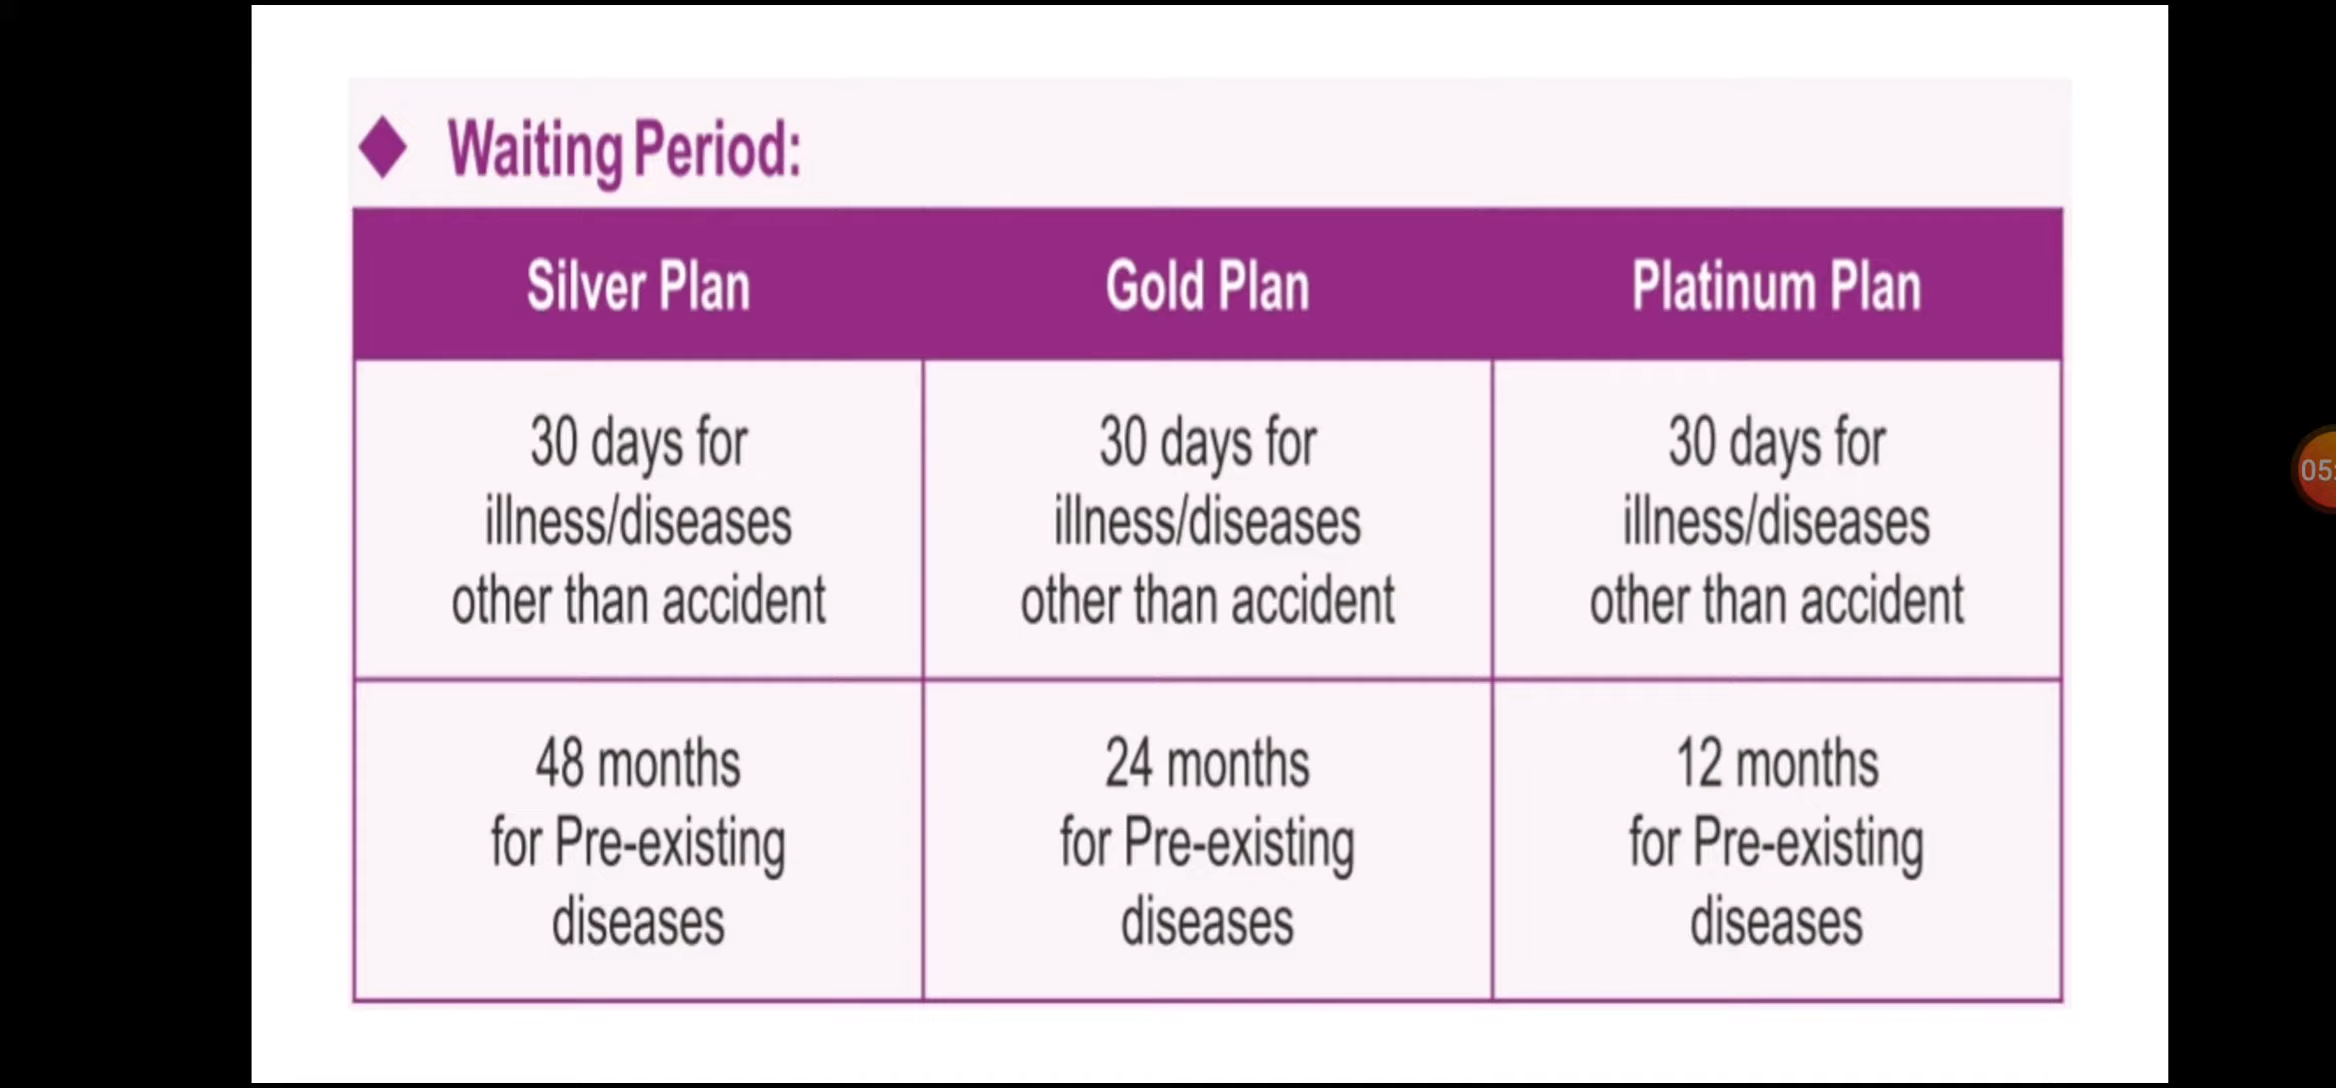 Waiting Period:
Silver Plan
Gold Plan
Platinum Plan
30 days for
illness/diseases
other than accident
30 days for
illness/diseases
other than accident
30 days for
illness/diseases
other than accident
48 months
for Pre-existing
diseases
24 months
for Pre-existing
diseases
12 months
for Pre-existing
diseases
05: